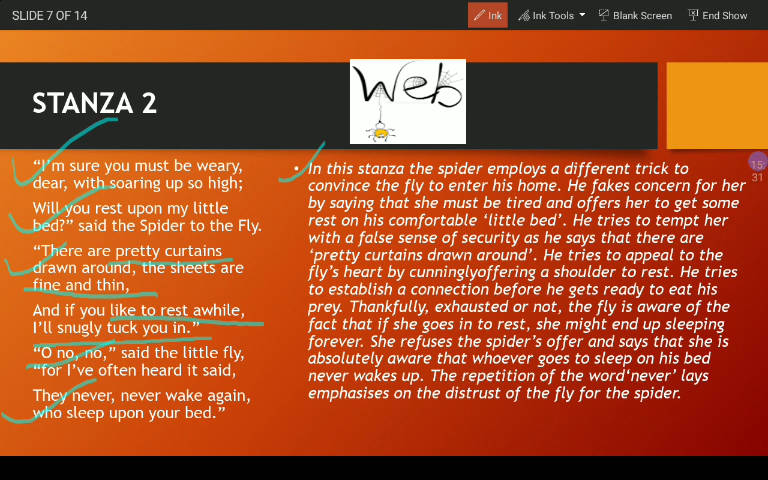 SLIDE 7 OF 14
Ink
Ink Tools
Blank Screen
End Show
STANZA 2
Web
15:
31
“I’m sure you must be weary,
dear, with soaring up so high;
Will you rest upon my little
bed?” said the Spider to the Fly.
“There are pretty curtains
drawn around, the sheets are
fine and thin,
And if you like to rest awhile,
I’ll snugly tuck you in.”
“O no, no,” said the little fly,
“for I’ve often heard it said,
They never, never wake again,
who sleep upon your bed.”
• In this stanza the spider employs a different trick to
convince the fly to enter his home. He fakes concern for her
by saying that she must be tired and offers her to get some
rest on his comfortable ‘little bed’. He tries to tempt her
with a false sense of security as he says that there are
‘pretty curtains drawn around’. He tries to appeal to the
fly’s heart by cunninglyoffering a shoulder to rest. He tries
to establish a connection before he gets ready to eat his
prey. Thankfully, exhausted or not, the fly is aware of the
fact that if she goes in to rest, she might end up sleeping
forever. She refuses the spider’s offer and says that she is
absolutely aware that whoever goes to sleep on his bed
never wakes up. The repetition of the word‘never’ lays
emphasises on the distrust of the fly for the spider.